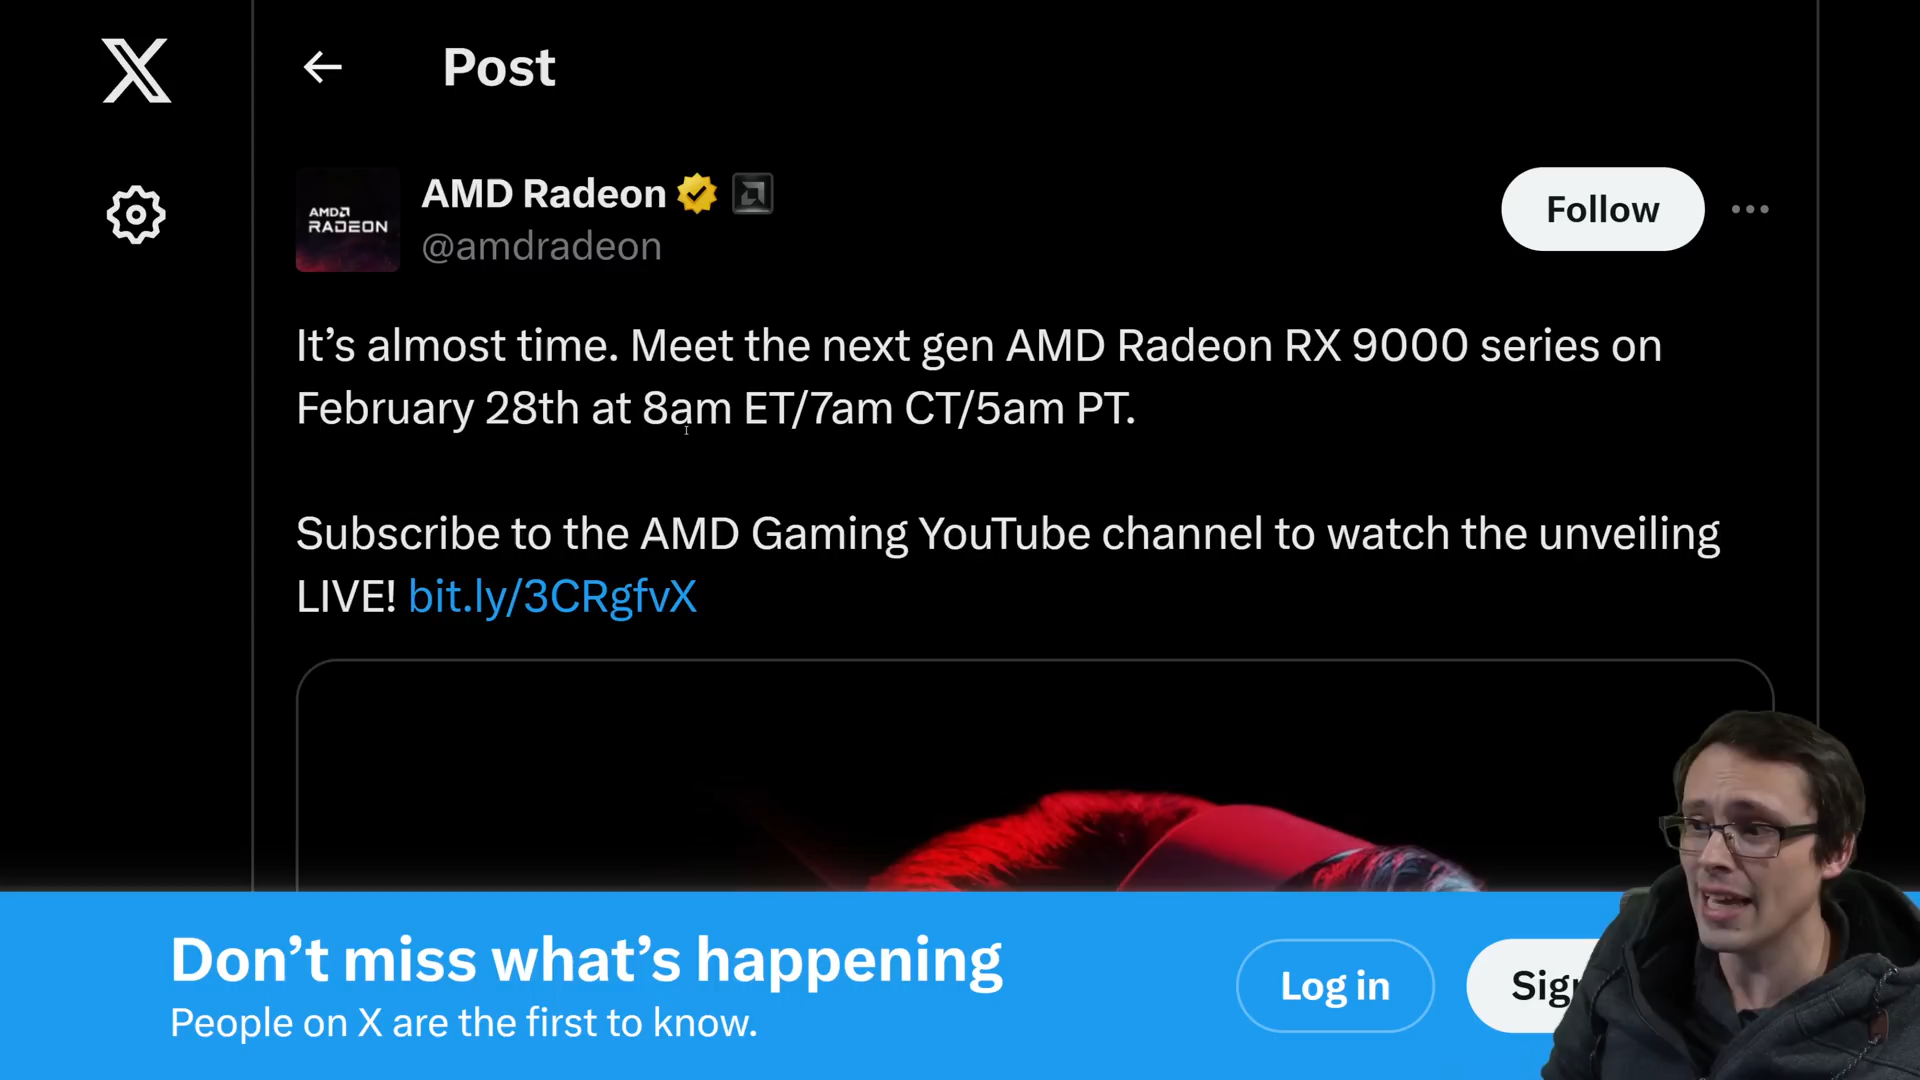 Post
AMD
RADEON
AMD Radeon
@amdradeon
Follow
It’s almost time. Meet the next gen AMD Radeon RX 9000 series on
February 28th at 8am ET/7am CT/5am PT.
Subscribe to the AMD Gaming YouTube channel to watch the unveiling
LIVE! bit.ly/3CRgfvX
Don’t miss what’s happening
People on X are the first to know.
Log in